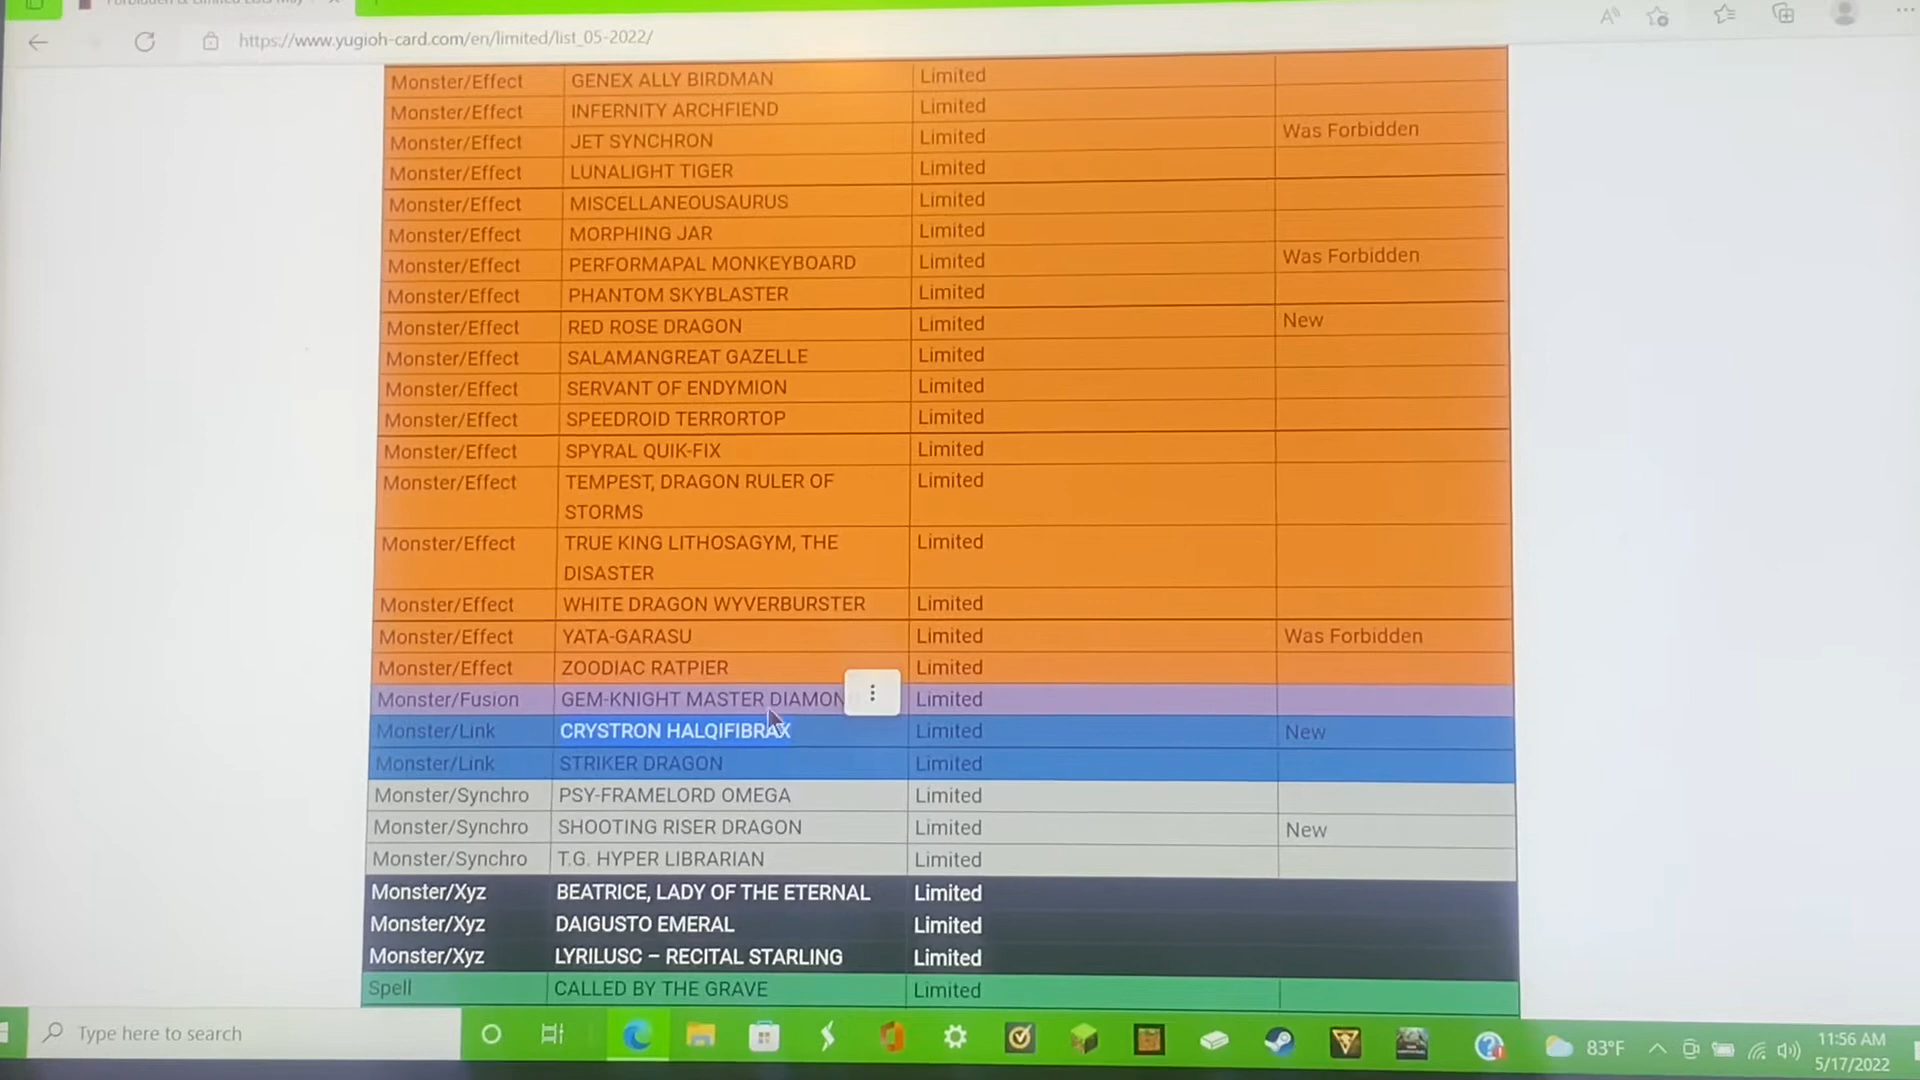 https://www.yugioh-card.com/en/limited/list_05-2022/
Monster/Effect GENEX ALLY BIRDMAN Limited
Monster/Effect INFERNITY ARCHFIEND Limited
Monster/Effect JET SYNCHRON Limited Was Forbidden
Monster/Effect LUNALIGHT TIGER Limited
Monster/Effect MISCELLANEOUSAURUS Limited
Monster/Effect MORPHING JAR Limited
Monster/Effect PERFORMAPAL MONKEYBOARD Limited Was Forbidden
Monster/Effect PHANTOM SKYBLASTER Limited
Monster/Effect RED ROSE DRAGON Limited New
Monster/Effect SALAMANGREAT GAZELLE Limited
Monster/Effect SERVANT OF ENDYMION Limited
Monster/Effect SPEEDROID TERRORTOP Limited
Monster/Effect SPYRAL QUIK-FIX Limited
Monster/Effect TEMPEST, DRAGON RULER OF Limited
STORMS
Monster/Effect TRUE KING LITHOSAGYM, THE Limited
DISASTER
Monster/Effect WHITE DRAGON WYVERBURSTER Limited
Monster/Effect YATA-GARASU Limited Was Forbidden
Monster/Effect ZOODIAC RATPIER Limited
Monster/Fusion GEM-KNIGHT MASTER DIAMON Limited
Monster/Link CRYSTRON HALQIFIBRAX Limited New
Monster/Link STRIKER DRAGON Limited
Monster/Synchro PSY-FRAMELORD OMEGA Limited
Monster/Synchro SHOOTING RISER DRAGON Limited New
Monster/Synchro T.G. HYPER LIBRARIAN Limited
Monster/Xyz BEATRICE, LADY OF THE ETERNAL Limited
Monster/Xyz DAIGUSTO EMERAL Limited
Monster/Xyz LYRILUSC – RECITAL STARLING Limited
Spell CALLED BY THE GRAVE Limited
Type here to search 83°F 11:56 AM
5/17/2022